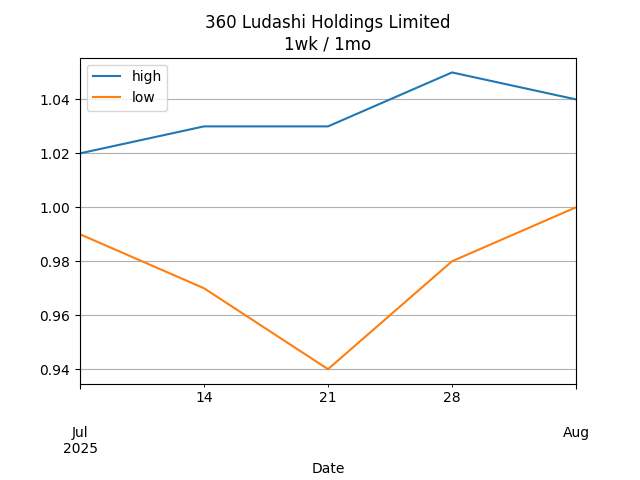 360 Ludashi Holdings Limited
1wk / 1mo
high
low
1.04
1.02
1.00
0.98
0.96
0.94
14
21
28
Jul
2025
Aug
Date